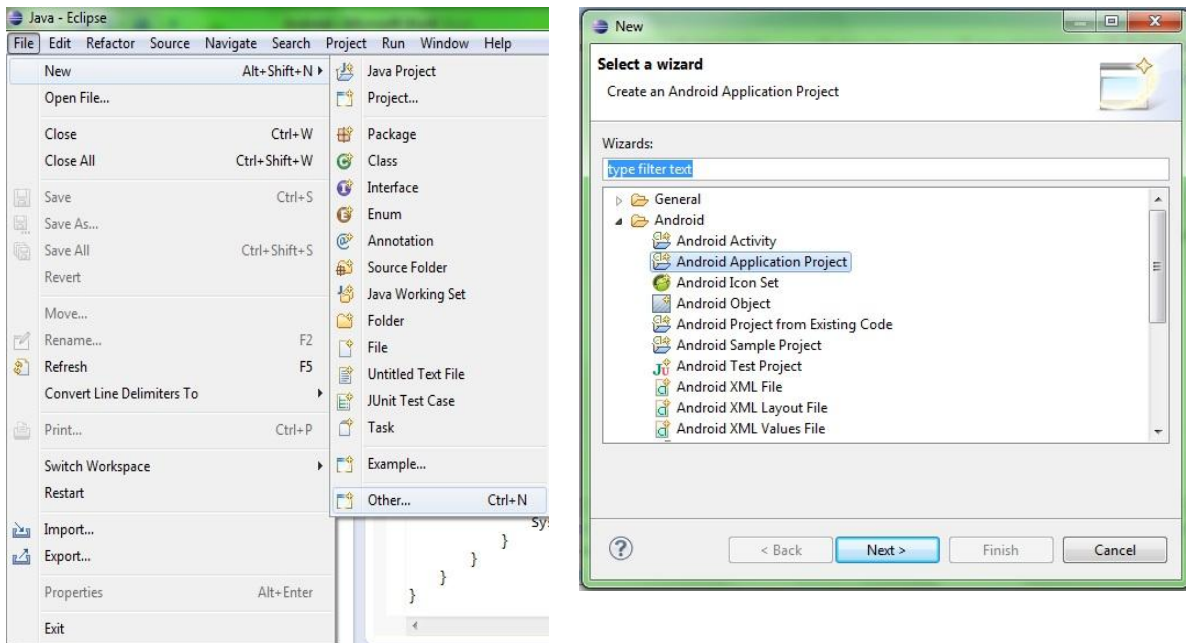 Java - Eclipse
File Edit Refactor Source Navigate Search Project Run Window Help
New Alt+Shift+N
Open File...
Close Ctrl+W
Close All Ctrl+Shift+W
Save Ctrl+S
Save As...
Save All Ctrl+Shift+S
Revert
Move...
Rename... F2
Refresh F5
Convert Line Delimiters To
Print... Ctrl+P
Switch Workspace
Restart
Import...
Export...
Properties Alt+Enter
Exit
Java Project
Project...
Package
Class
Interface
Enum
Annotation
Source Folder
Java Working Set
Folder
File
Untitled Text File
JUnit Test Case
Task
Example...
Other... Ctrl+N
Sy
}
}
}
}
New
Select a wizard
Create an Android Application Project
Wizards:
type filter text
General
Android
Android Activity
Android Application Project
Android Icon Set
Android Object
Android Project from Existing Code
Android Sample Project
Android Test Project
Android XML File
Android XML Layout File
Android XML Values File
< Back Next > Finish Cancel